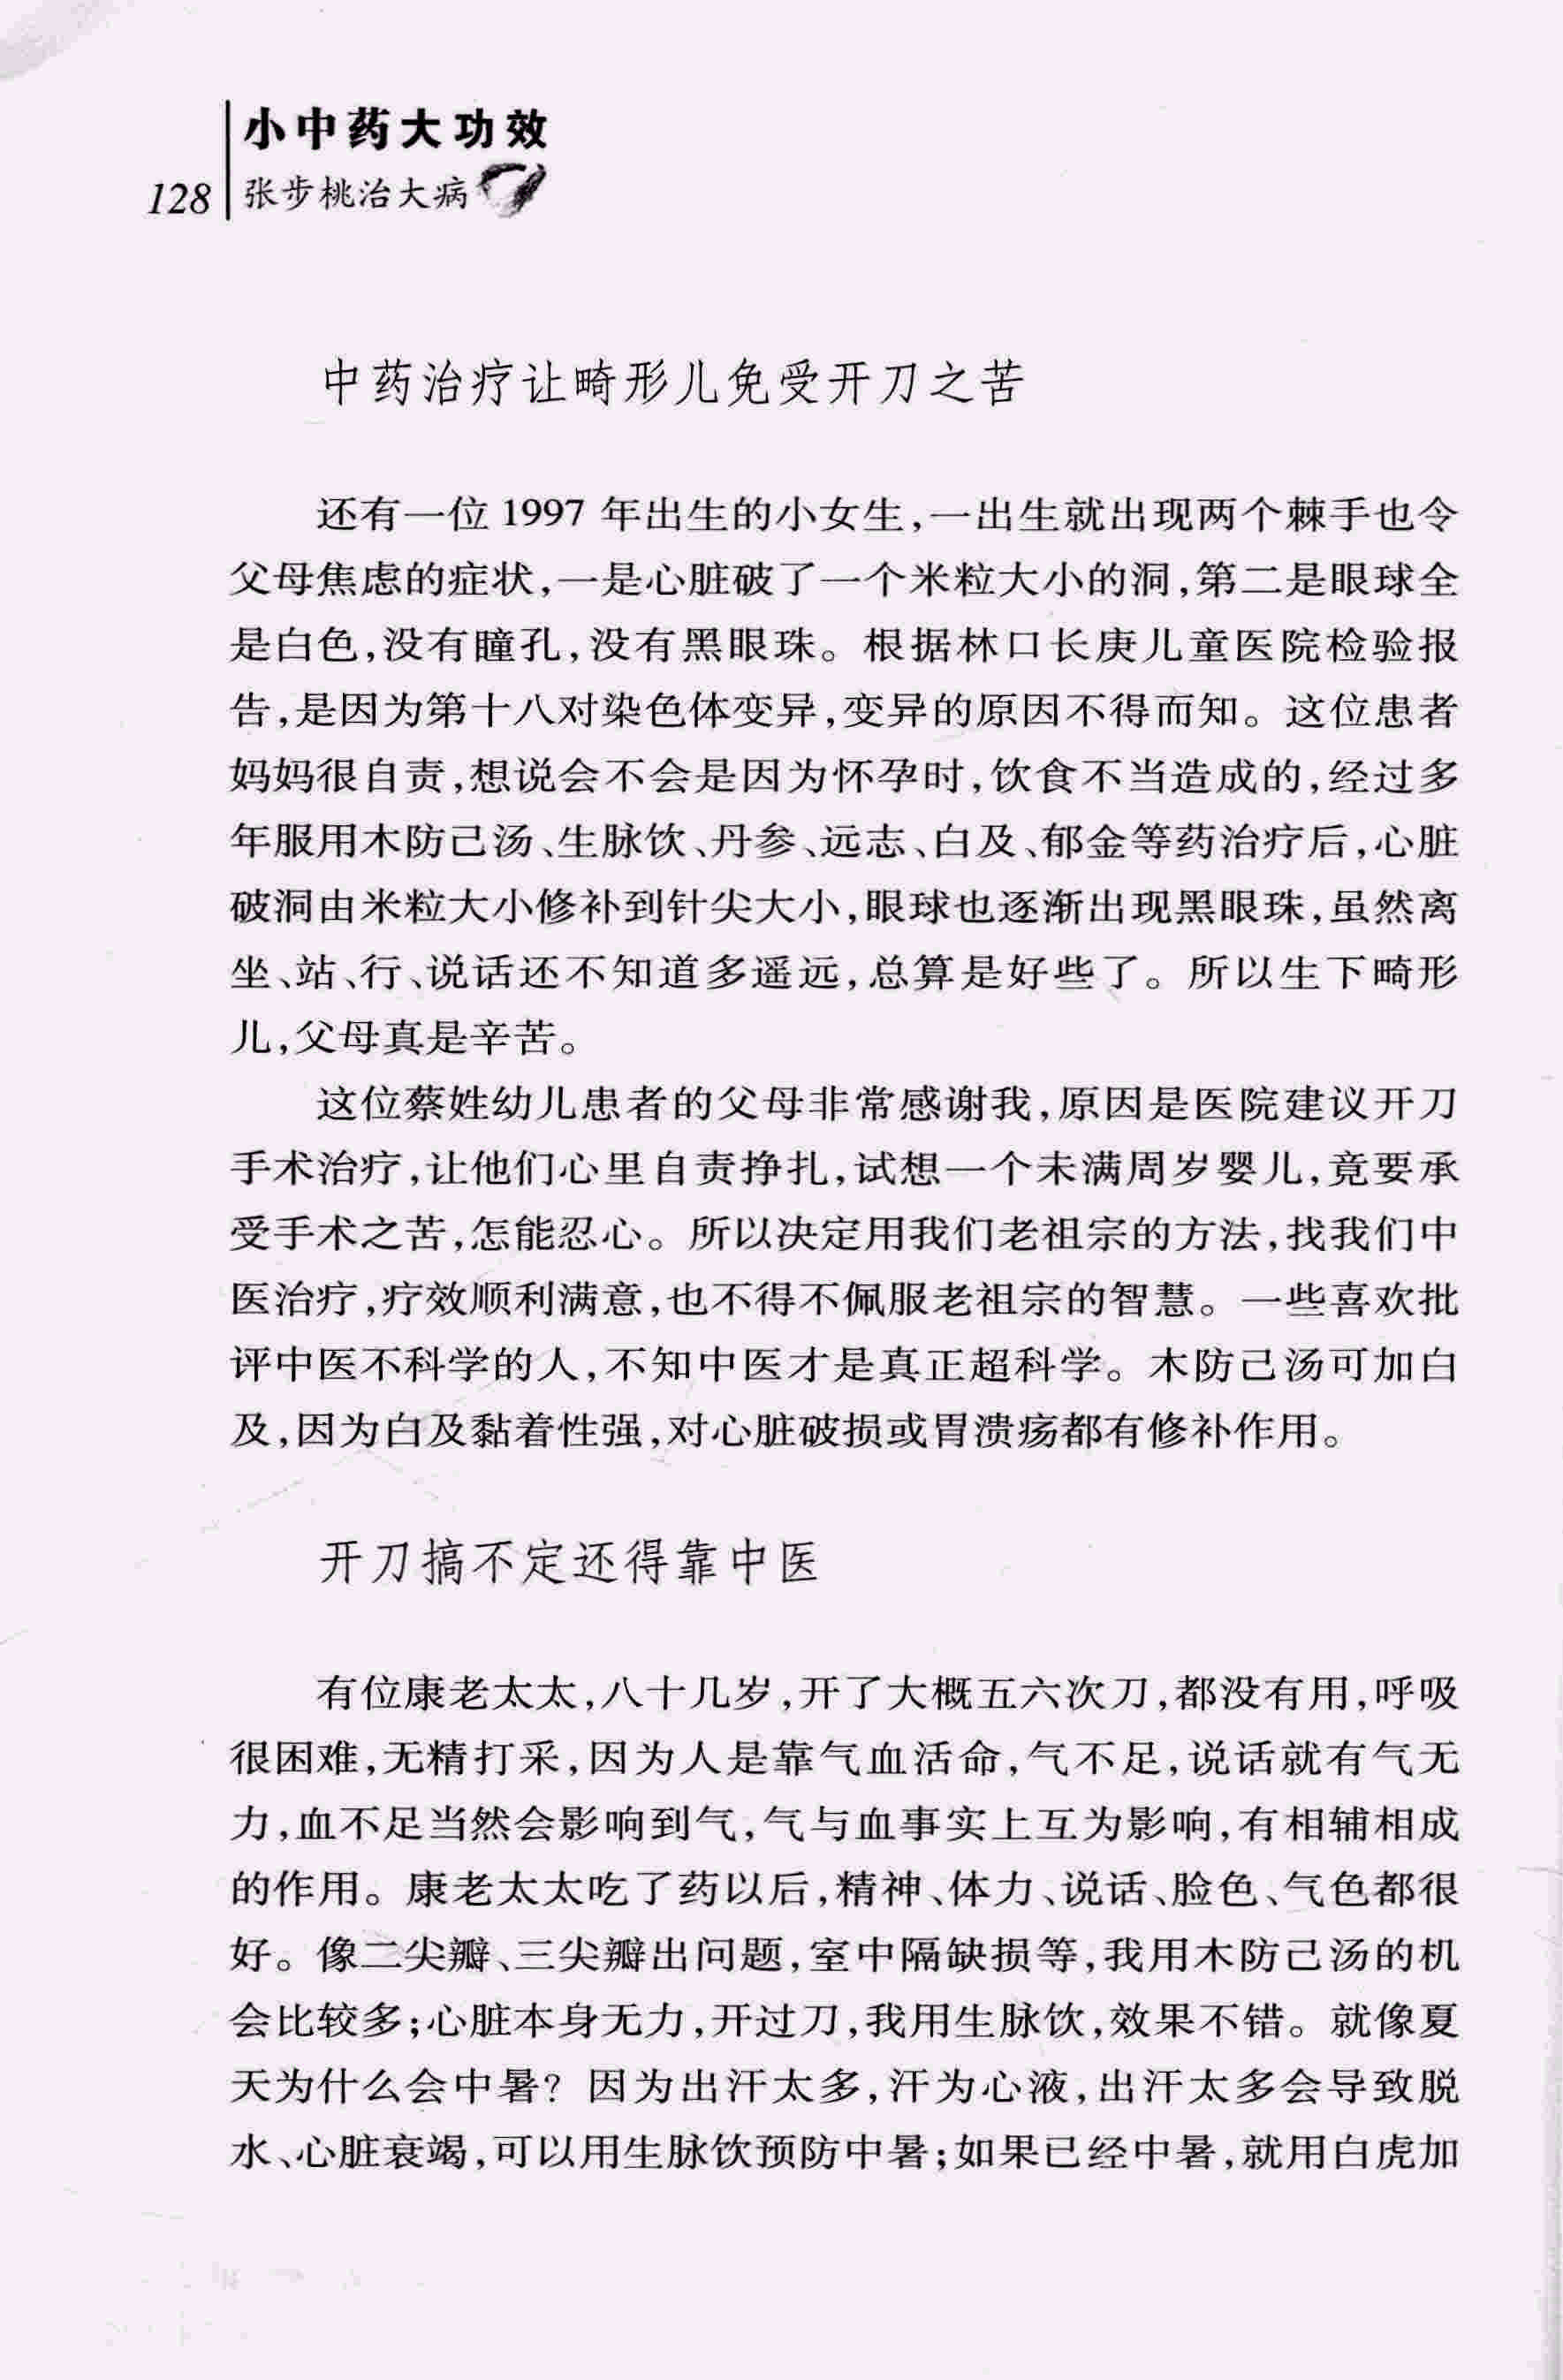 小中药大功效
128 张步桃治大病
中药治疗让畸形儿免受开刀之苦
还有一位 1997 年出生的小女生,一出生就出现两个棘手也令
父母焦虑的症状,一是心脏破了一个米粒大小的洞,第二是眼球全
是白色,没有瞳孔,没有黑眼珠。根据林口长庚儿童医院检验报
告,是因为第十八对染色体变异,变异的原因不得而知。这位患者
妈妈很自责,想说会不会是因为怀孕时,饮食不当造成的,经过多
年服用木防己汤、生脉饮、丹参、远志、白及、郁金等药治疗后,心脏
破洞由米粒大小修补到针尖大小,眼球也逐渐出现黑眼珠,虽然离
坐、站、行、说话还不知道多遥远,总算是好些了。所以生下畸形
儿,父母真是辛苦。
这位蔡姓幼儿患者的父母非常感谢我,原因是医院建议开刀
手术治疗,让他们心里自责挣扎,试想一个未满周岁婴儿,竟要承
受手术之苦,怎能忍心。所以决定用我们老祖宗的方法,找我们中
医治疗,疗效顺利满意,也不得不佩服老祖宗的智慧。一些喜欢批
评中医不科学的人,不知中医才是真正超科学。木防己汤可加白
及,因为白及黏着性强,对心脏破损或胃溃疡都有修补作用。
开刀搞不定还得靠中医
有位康老太太,八十几岁,开了大概五六次刀,都没有用,呼吸
很困难,无精打采,因为人是靠气血活命,气不足,说话就有气无
力,血不足当然会影响到气,气与血事实上互为影响,有相辅相成
的作用。康老太太吃了药以后,精神、体力、说话、脸色、气色都很
好。像二尖瓣、三尖瓣出问题,室中隔缺损等,我用木防己汤的机
会比较多;心脏本身无力,开过刀,我用生脉饮,效果不错。就像夏
天为什么会中暑? 因为出汗太多,汗为心液,出汗太多会导致脱
水、心脏衰竭,可以用生脉饮预防中暑;如果已经中暑,就用白虎加